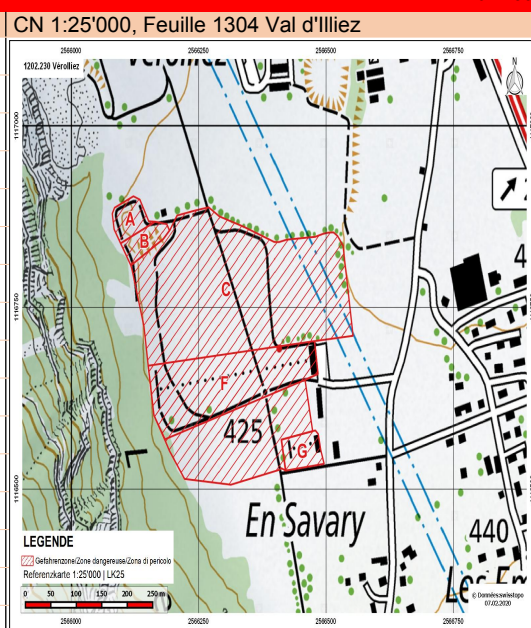 CN 1:25'000, Feuille 1304 Val d'Illiez
2566000 2566250 2566500 2566750
1202.230 Vérolliez
Vérolliez
N
1117000
A
B
C
1116750
F
425
G
1116500
En Savary
440
LEGENDE
Gefahrenzone/Zone dangereuse/Zona di pericolo
Referenzkarte 1:25'000 | LK25
0 50 100 150 200 250 m
© Données:swisstopo
07.02.2020
2566000 2566250 2566500 2566750